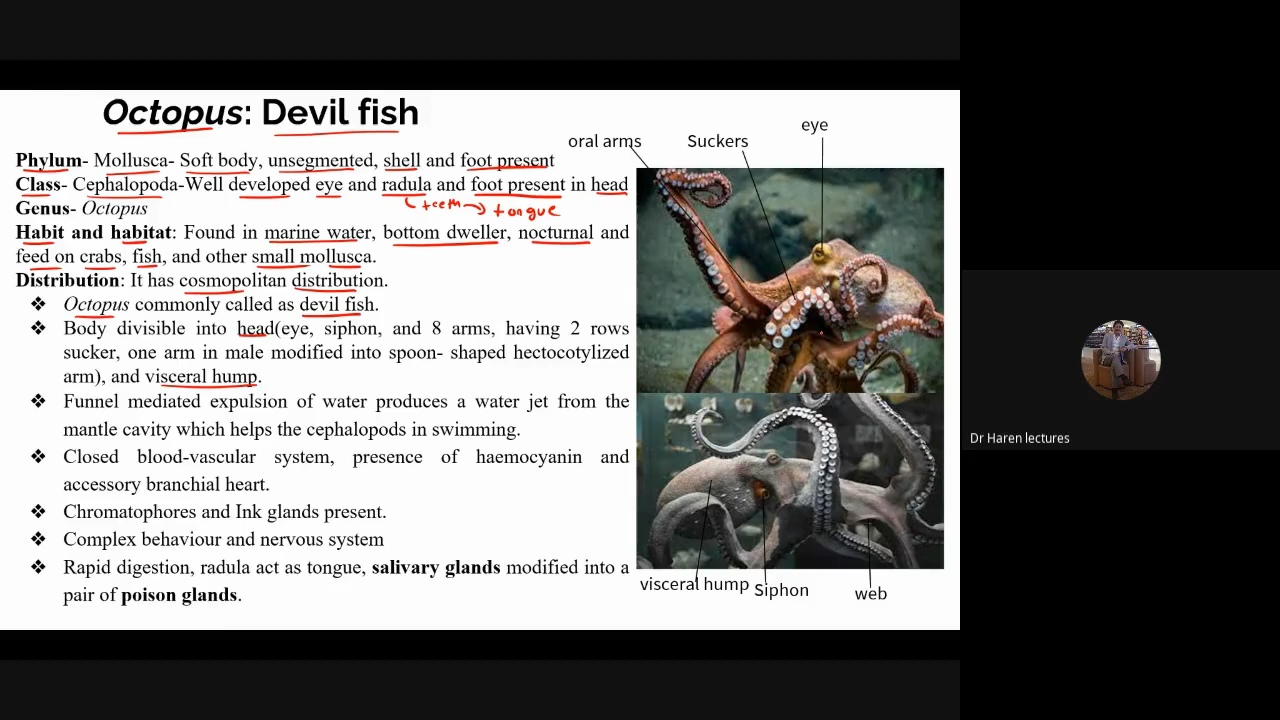 Octopus: Devil fish
Phylum- Mollusca- Soft body, unsegmented, shell and foot present
Class- Cephalopoda-Well developed eye and radula and foot present in head
teeth → tongue
Genus- Octopus
Habit and habitat: Found in marine water, bottom dweller, nocturnal and
feed on crabs, fish, and other small mollusca.
Distribution: It has cosmopolitan distribution.
❖ Octopus commonly called as devil fish.
❖ Body divisible into head(eye, siphon, and 8 arms, having 2 rows
sucker, one arm in male modified into spoon- shaped hectocotylized
arm), and visceral hump.
❖ Funnel mediated expulsion of water produces a water jet from the
mantle cavity which helps the cephalopods in swimming.
❖ Closed blood-vascular system, presence of haemocyanin and
accessory branchial heart.
❖ Chromatophores and Ink glands present.
❖ Complex behaviour and nervous system
❖ Rapid digestion, radula act as tongue, salivary glands modified into a
pair of poison glands.
oral arms
Suckers
eye
visceral hump
Siphon
web
Dr Haren lectures